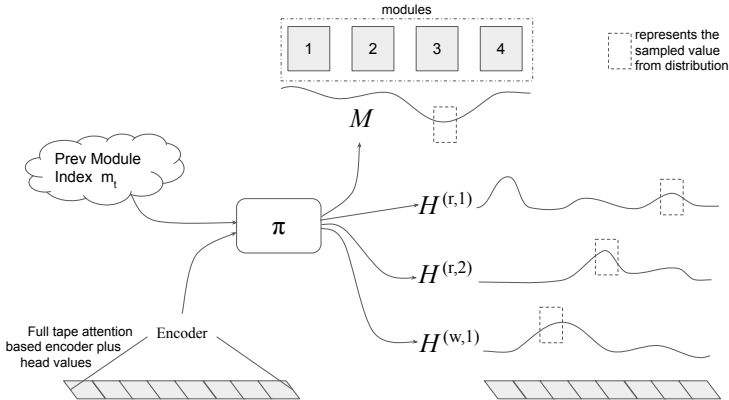 modules
1 2 3 4
represents the
sampled value
from distribution
M
Prev Module
Index m_t
π
H^(r,1)
H^(r,2)
H^(w,1)
Full tape attention
based encoder plus
head values
Encoder